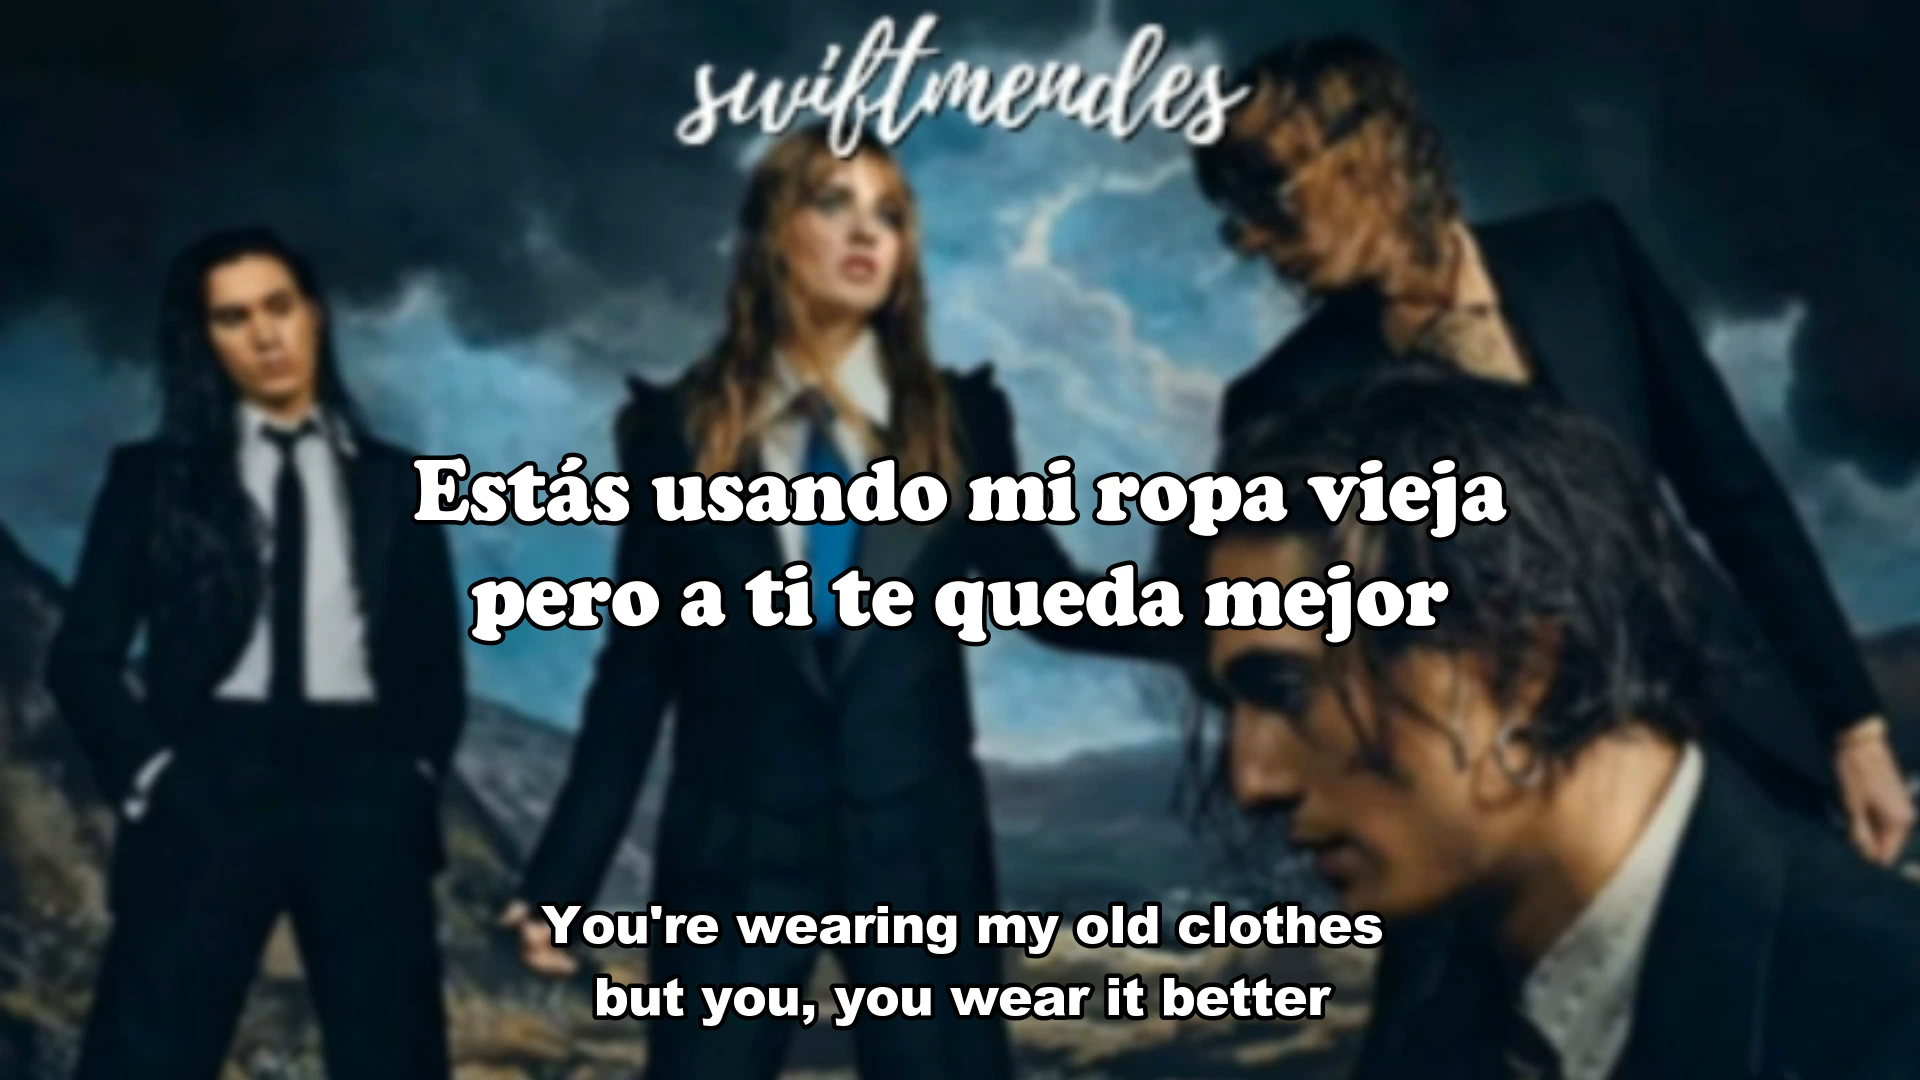 swiftmendes
Estás usando mi ropa vieja
pero a ti te queda mejor
You're wearing my old clothes
but you, you wear it better